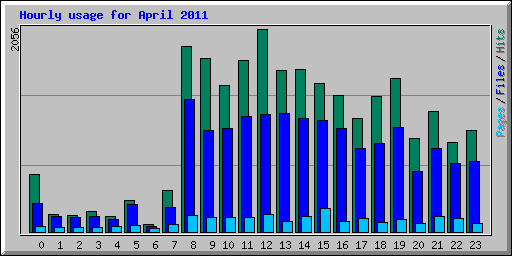 Hourly usage for April 2011
2056
Pages / Files / Hits
0 1 2 3 4 5 6 7 8 9 10 11 12 13 14 15 16 17 18 19 20 21 22 23